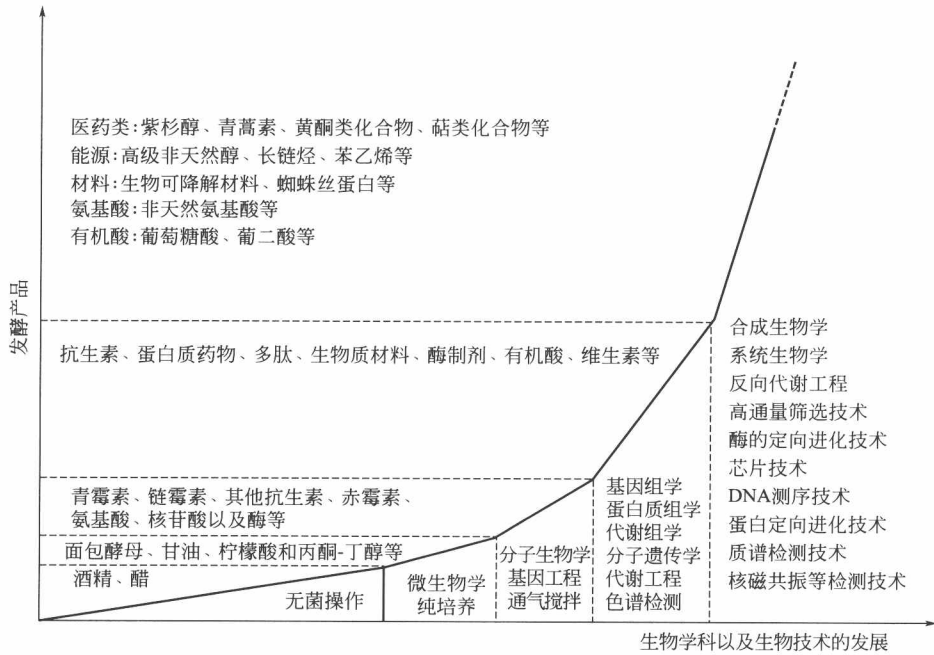 医药类:紫杉醇、青蒿素、黄酮类化合物、萜类化合物等
能源:高级非天然醇、长链烃、苯乙烯等
材料:生物可降解材料、蜘蛛丝蛋白等
氨基酸:非天然氨基酸等
有机酸:葡萄糖酸、葡二酸等
发酵产品
抗生素、蛋白质药物、多肽、生物质材料、酶制剂、有机酸、维生素等
青霉素、链霉素、其他抗生素、赤霉素、
氨基酸、核苷酸以及酶等
面包酵母、甘油、柠檬酸和丙酮-丁醇等
酒精、醋
无菌操作
微生物学
纯培养
分子生物学
基因工程
通气搅拌
基因组学
蛋白质组学
代谢组学
分子遗传学
代谢工程
色谱检测
合成生物学
系统生物学
反向代谢工程
高通量筛选技术
酶的定向进化技术
芯片技术
DNA测序技术
蛋白定向进化技术
质谱检测技术
核磁共振等检测技术
生物学科以及生物技术的发展